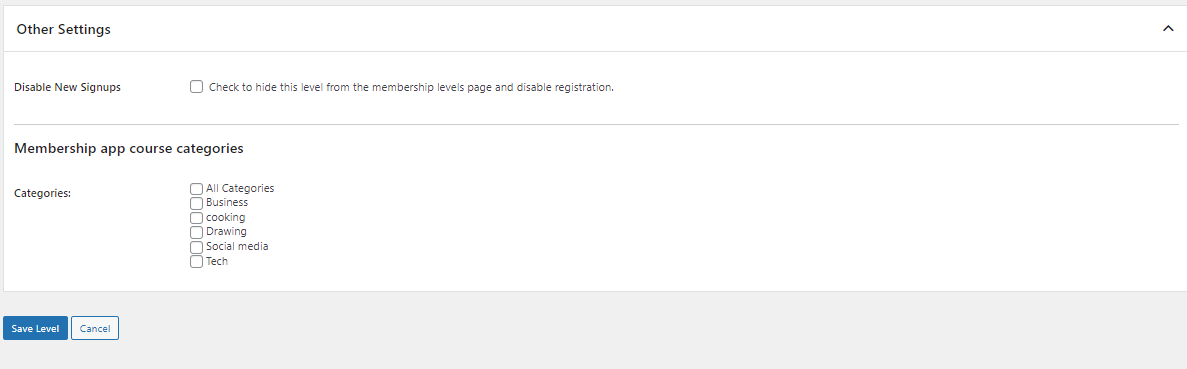 Other Settings
Disable New Signups Check to hide this level from the membership levels page and disable registration.
Membership app course categories
Categories: All Categories
Business
cooking
Drawing
Social media
Tech
Save Level Cancel